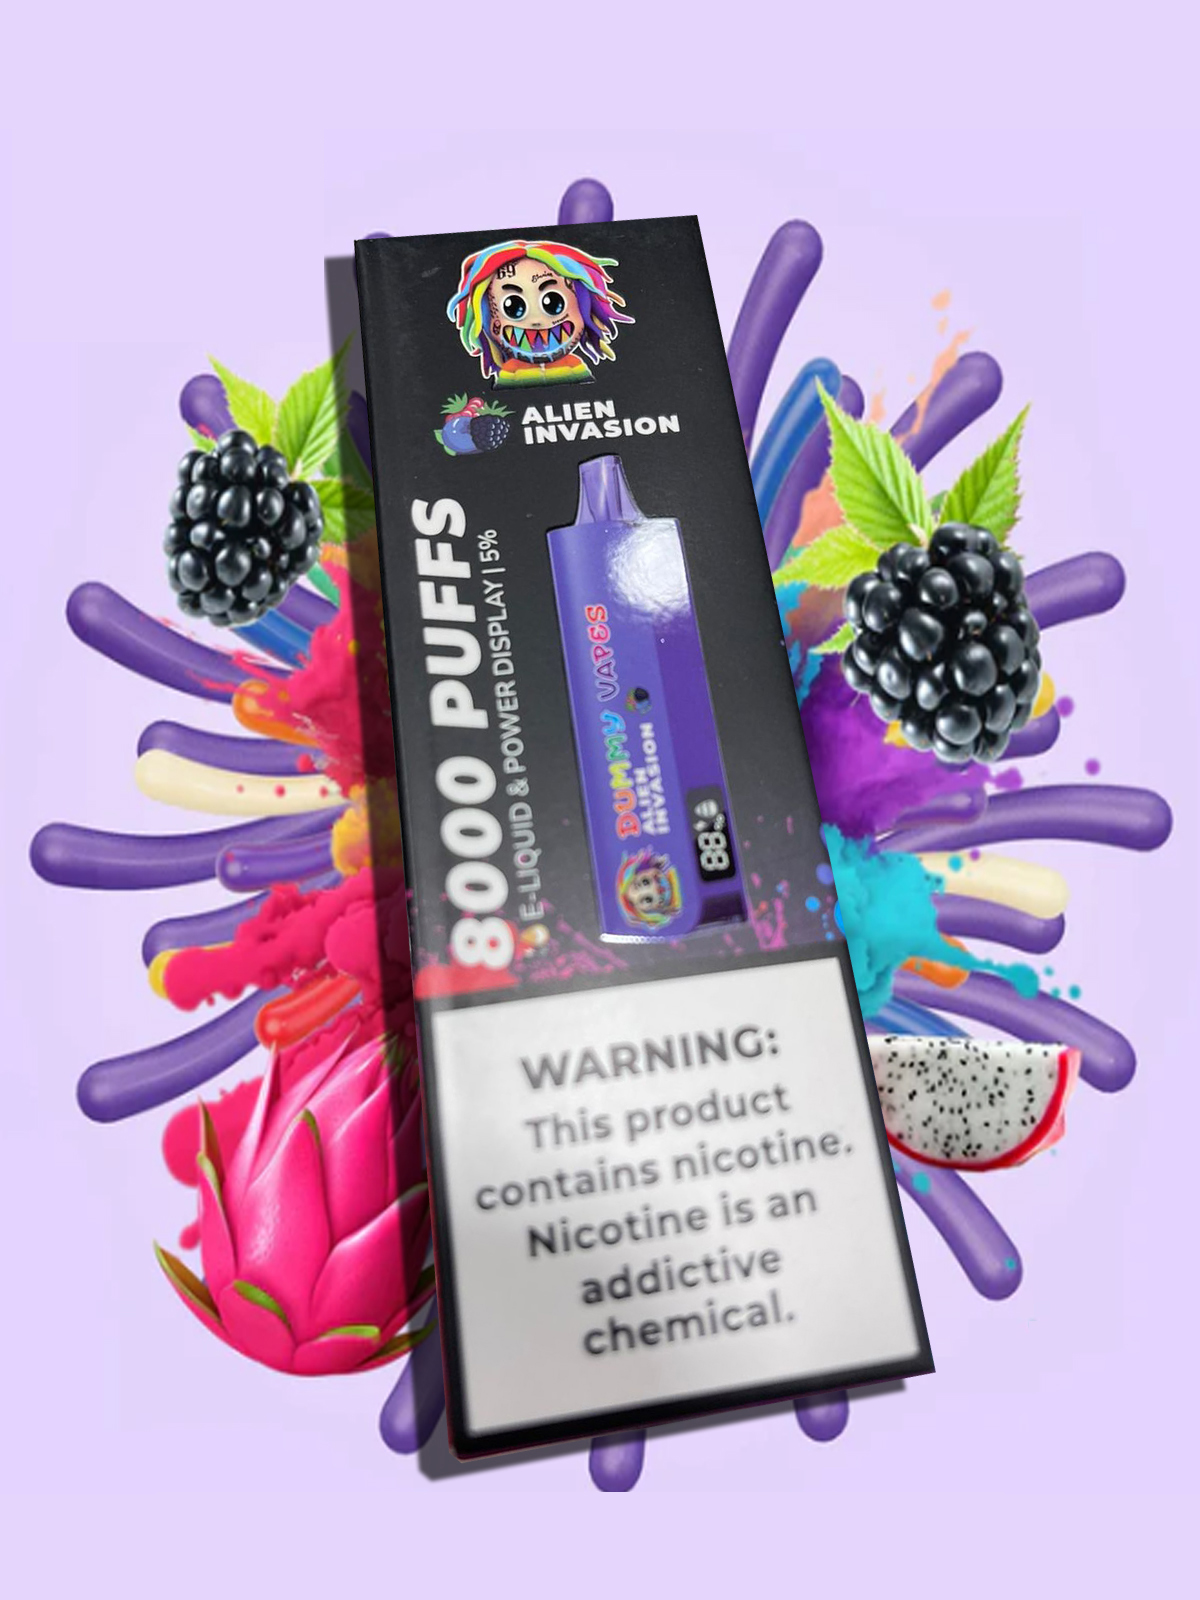 69
ALIEN
INVASION
8000 PUFFS
E-LIQUID & POWER DISPLAY | 5%
DUMMY VAPES
ALIEN
INVASION
88
WARNING:
This product
contains nicotine.
Nicotine is an
addictive
chemical.